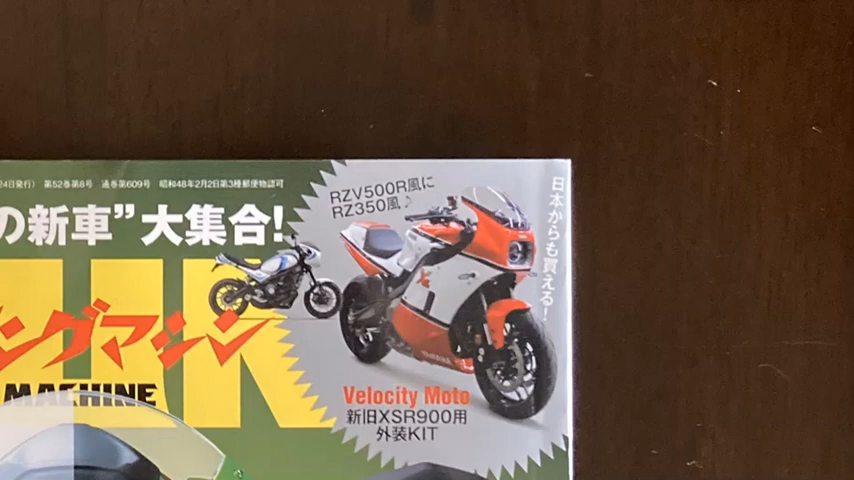 24日発行） 第52巻第8号 通巻第609号 昭和48年2月2日第3種郵便物認可
の新車”大集合!
RZV500R風に
RZ350風♪
日本からも買える!
ングマシン
MACHINE
Velocity Moto
新旧XSR900用
外装KIT